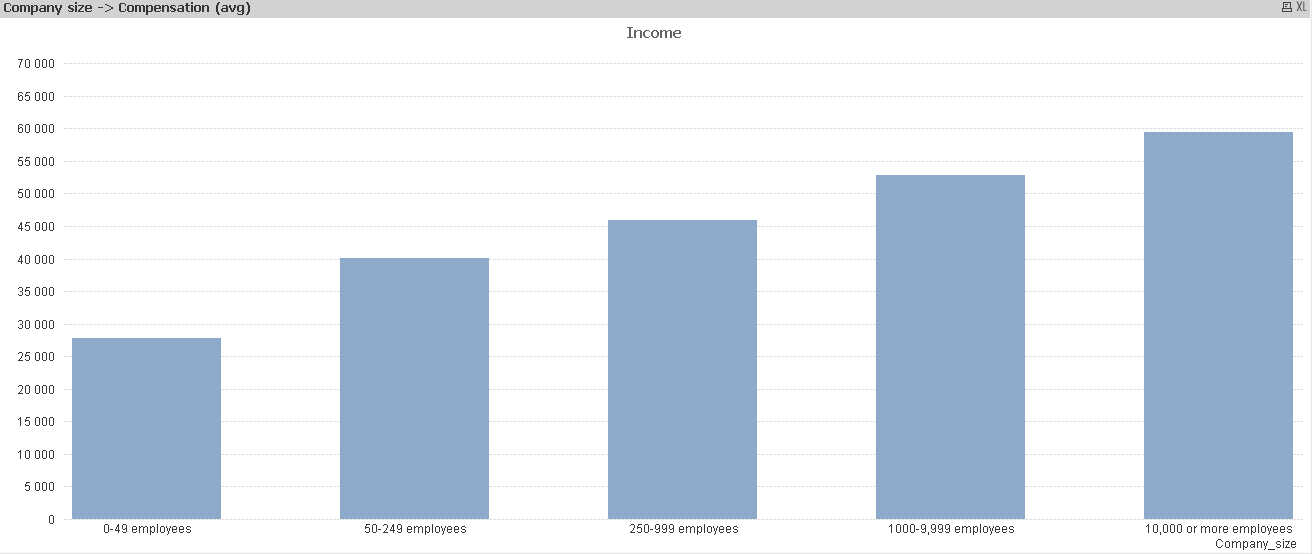 Company size -> Compensation (avg)
XL
Income
70 000
65 000
60 000
55 000
50 000
45 000
40 000
35 000
30 000
25 000
20 000
15 000
10 000
5 000
0
0-49 employees
50-249 employees
250-999 employees
1000-9,999 employees
10,000 or more employees
Company_size